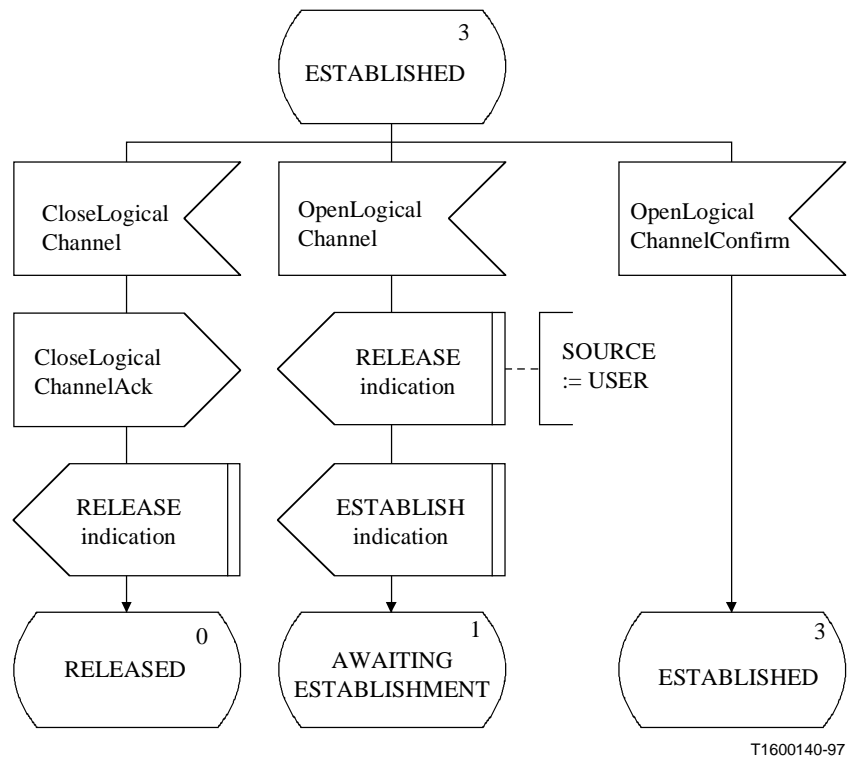 3
ESTABLISHED
CloseLogical
Channel
OpenLogical
Channel
OpenLogical
ChannelConfirm
CloseLogical
ChannelAck
RELEASE
indication
SOURCE
:= USER
RELEASE
indication
ESTABLISH
indication
0
RELEASED
1
AWAITING
ESTABLISHMENT
3
ESTABLISHED
T1600140-97